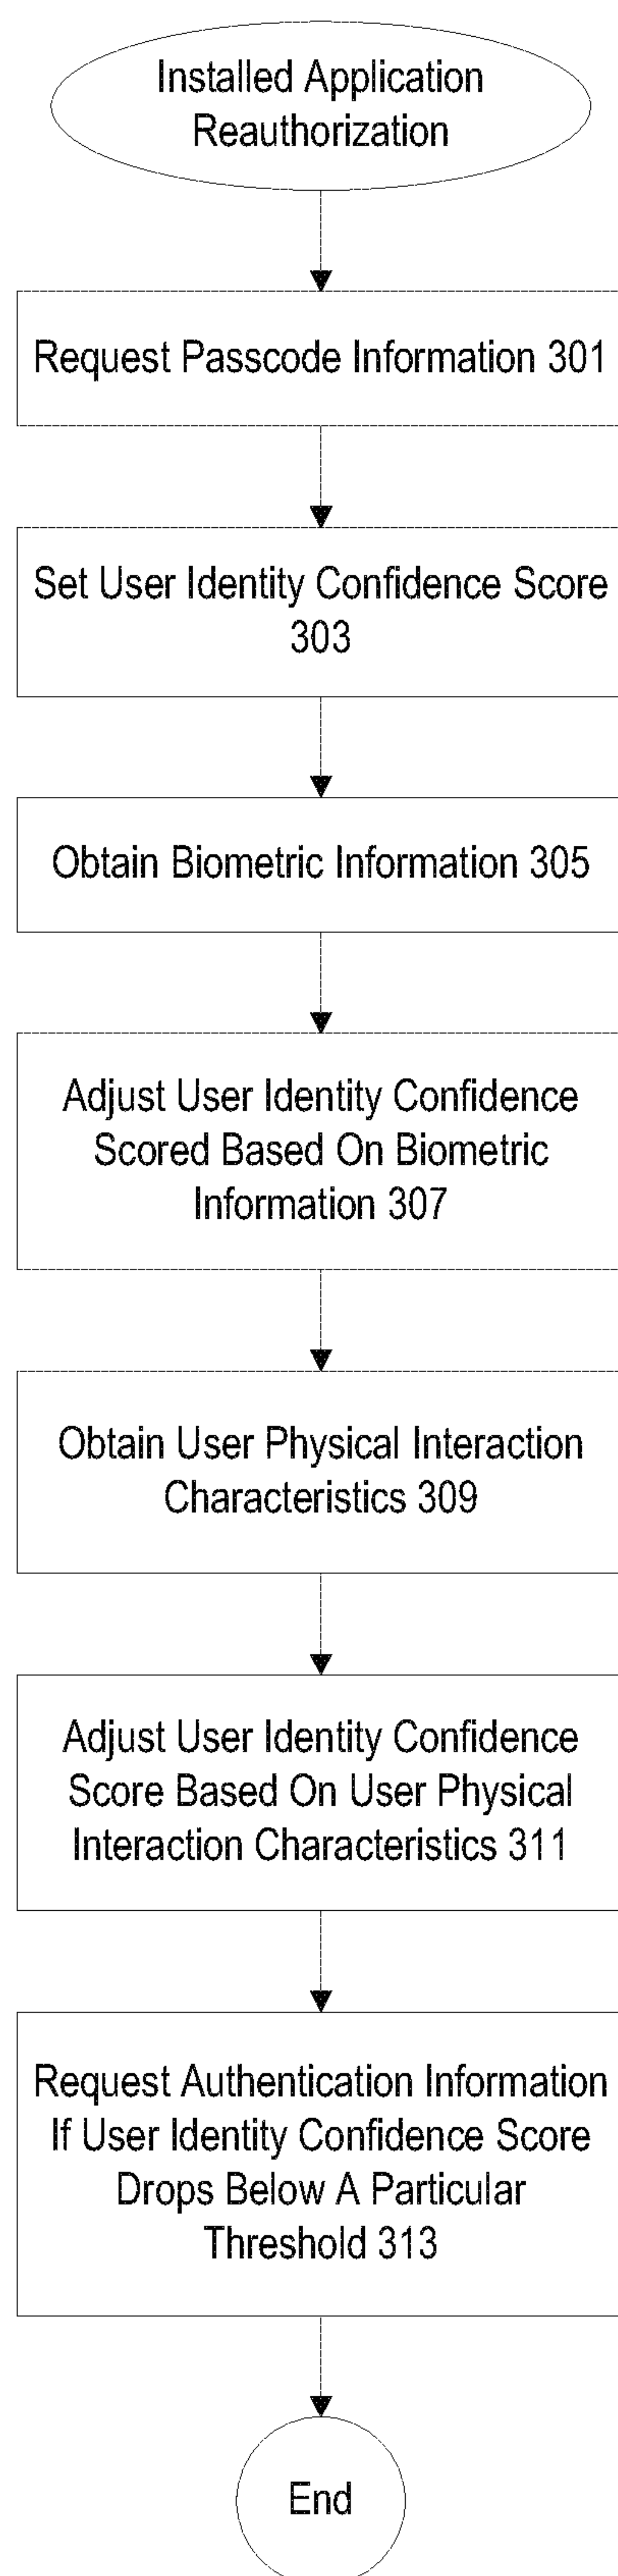 Installed Application
Reauthorization
Request Passcode Information 301
Set User Identity Confidence Score
303
Obtain Biometric Information 305
Adjust User Identity Confidence
Scored Based On Biometric
Information 307
Obtain User Physical Interaction
Characteristics 309
Adjust User Identity Confidence
Score Based On User Physical
Interaction Characteristics 311
Request Authentication Information
If User Identity Confidence Score
Drops Below A Particular
Threshold 313
End